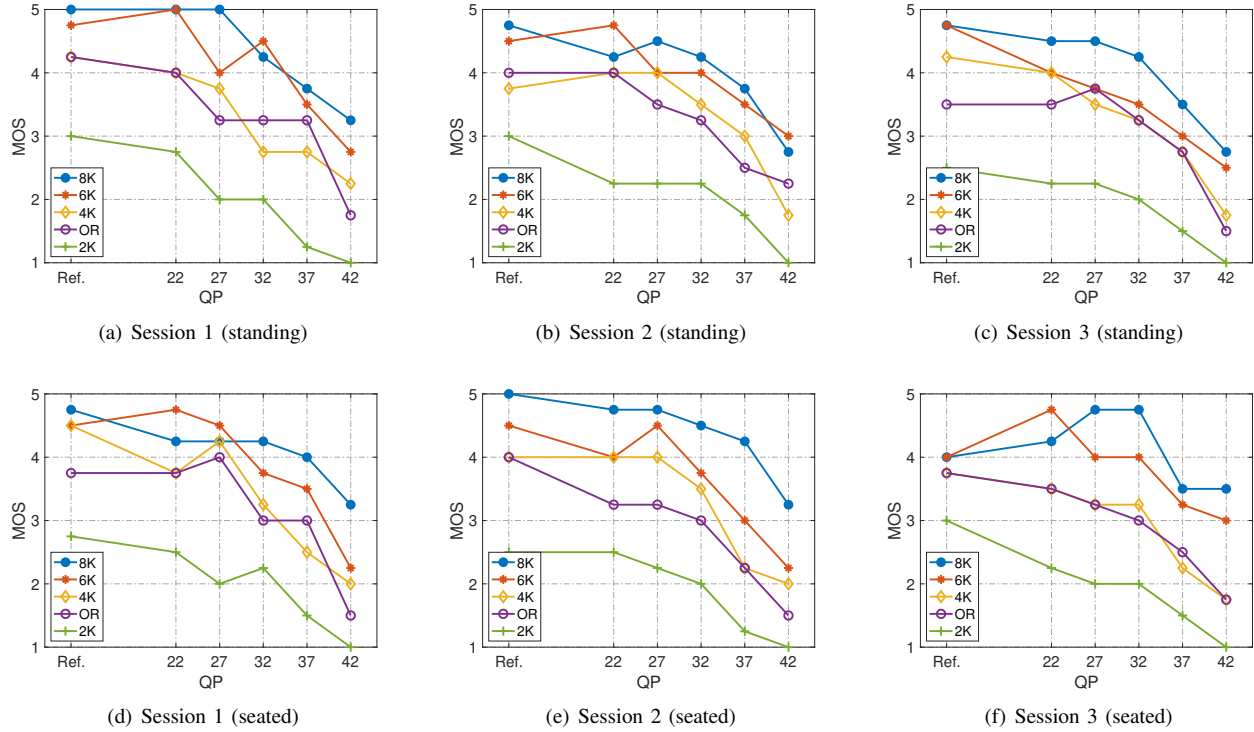 5
4
3
2
1
MOS
8K
6K
4K
OR
2K
Ref.
22
27
32
37
42
QP
(a) Session 1 (standing)
5
4
3
2
1
MOS
8K
6K
4K
OR
2K
Ref.
22
27
32
37
42
QP
(b) Session 2 (standing)
5
4
3
2
1
MOS
8K
6K
4K
OR
2K
Ref.
22
27
32
37
42
QP
(c) Session 3 (standing)
5
4
3
2
1
MOS
8K
6K
4K
OR
2K
Ref.
22
27
32
37
42
QP
(d) Session 1 (seated)
5
4
3
2
1
MOS
8K
6K
4K
OR
2K
Ref.
22
27
32
37
42
QP
(e) Session 2 (seated)
5
4
3
2
1
MOS
8K
6K
4K
OR
2K
Ref.
22
27
32
37
42
QP
(f) Session 3 (seated)